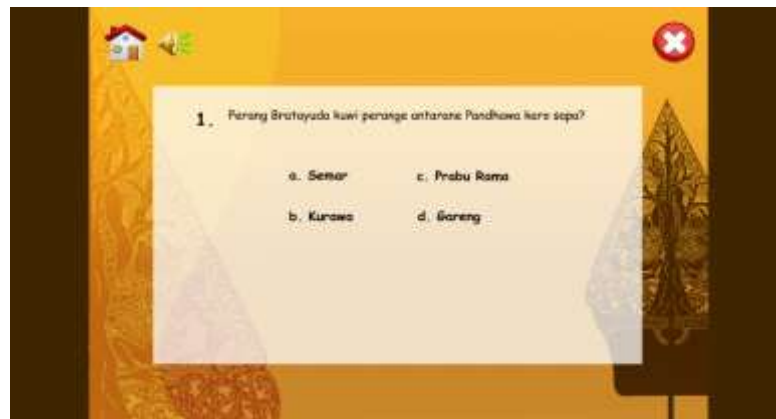 1. Perang Bratayuda kuwi perange antarane Pandhawa karo sapa?
a. Semar
b. Kurawa
c. Prabu Rama
d. Gareng